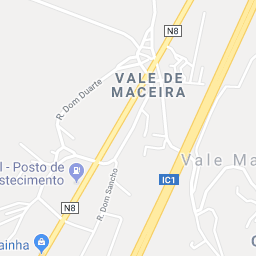 N8
VALE DE
MACEIRA
R. Dom Duarte
l - Posto de
stecimento
Vale Ma
IC1
R. Dom Sancho
N8
ainha